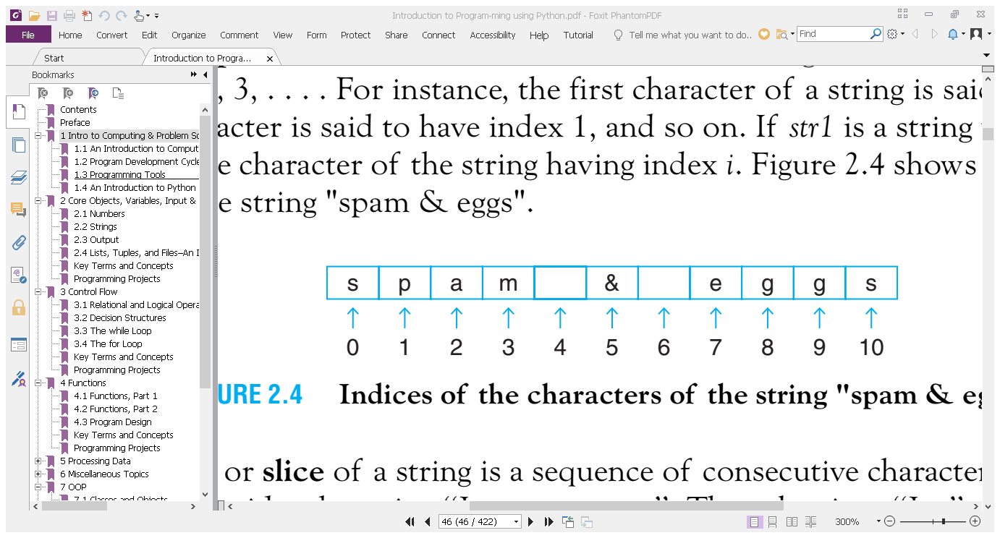 Introduction to Program-ming using Python.pdf - Foxit PhantomPDF
File Home Convert Edit Organize Comment View Form Protect Share Connect Accessibility Help Tutorial Tell me what you want to do.. Find
Start Introduction to Progra...
Bookmarks
Contents
Preface
1 Intro to Computing & Problem So
1.1 An Introduction to Comput
1.2 Program Development Cycle
1.3 Programming Tools
1.4 An Introduction to Python
2 Core Objects, Variables, Input &
2.1 Numbers
2.2 Strings
2.3 Output
2.4 Lists, Tuples, and Files–An I
Key Terms and Concepts
Programming Projects
3 Control Flow
3.1 Relational and Logical Opera
3.2 Decision Structures
3.3 The while Loop
3.4 The for Loop
Key Terms and Concepts
Programming Projects
4 Functions
4.1 Functions, Part 1
4.2 Functions, Part 2
4.3 Program Design
Key Terms and Concepts
Programming Projects
5 Processing Data
6 Miscellaneous Topics
7 OOP
7.1 Classes and Objects
, 3, . . . . For instance, the first character of a string is said
acter is said to have index 1, and so on. If str1 is a string
e character of the string having index i. Figure 2.4 shows
e string "spam & eggs".
s p a m & e g g s
0 1 2 3 4 5 6 7 8 9 10
URE 2.4 Indices of the characters of the string "spam & eg
or slice of a string is a sequence of consecutive character
46 (46 / 422) 300%